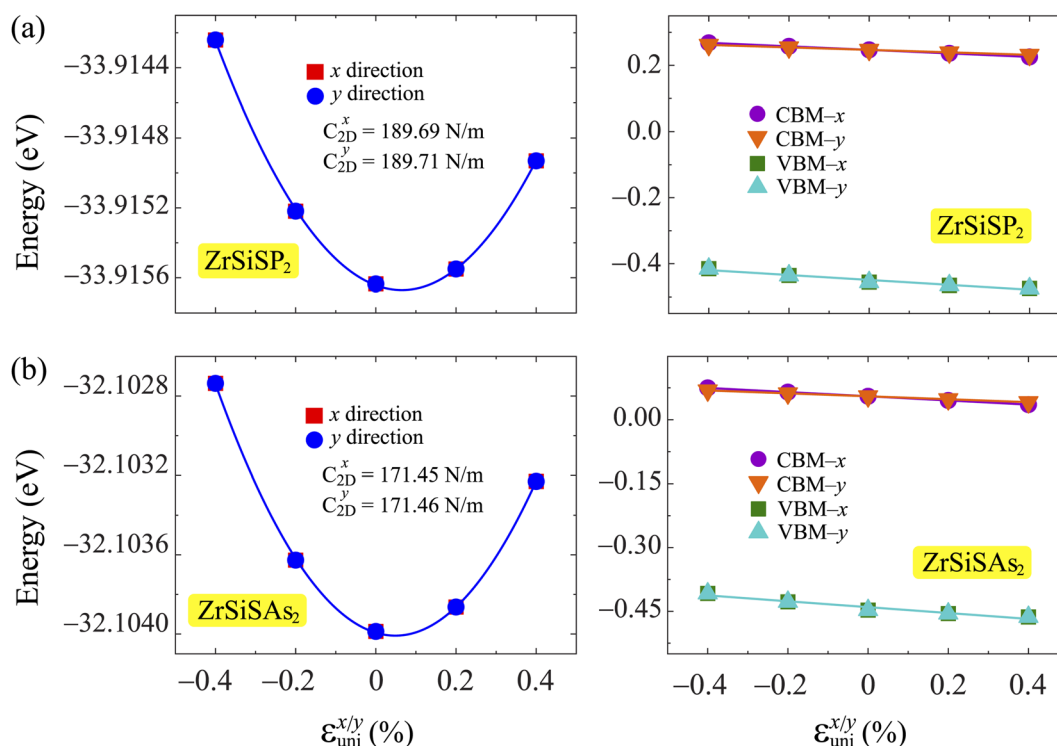 (a)
Energy (eV)
−33.9144
−33.9148
−33.9152
−33.9156
x direction
y direction
C₂D^x = 189.69 N/m
C₂D^y = 189.71 N/m
ZrSiSP₂
0.2
0.0
−0.2
−0.4
CBM–x
CBM–y
VBM–x
VBM–y
ZrSiSP₂
(b)
Energy (eV)
−32.1028
−32.1032
−32.1036
−32.1040
x direction
y direction
C₂D^x = 171.45 N/m
C₂D^y = 171.46 N/m
ZrSiSAs₂
−0.4 −0.2 0 0.2 0.4
ε_uni^x/y (%)
0.00
−0.15
−0.30
−0.45
CBM–x
CBM–y
VBM–x
VBM–y
ZrSiSAs₂
−0.4 −0.2 0 0.2 0.4
ε_uni^x/y (%)